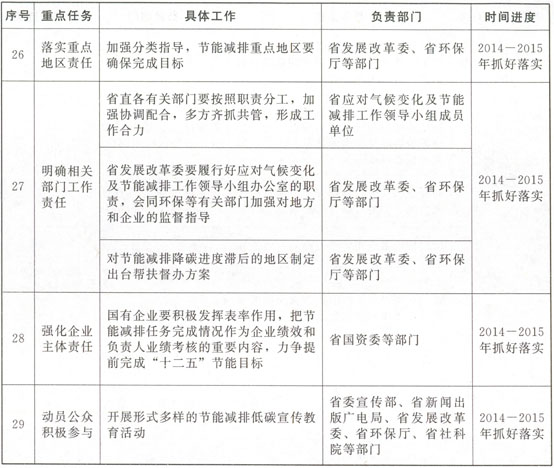 序号 重点任务 具体工作 负责部门 时间进度
26
落实重点
地区责任
加强分类指导，节能减排重点地区要
确保完成目标
省发展改革委、省环保
厅等部门
2014－2015
年抓好落实
27
明确相关
部门工作
责任
省直各有关部门要按照职责分工，加
强协调配合，多方齐抓共管，形成工
作合力
省应对气候变化及节能
减排工作领导小组成员
单位
省发展改革委要履行好应对气候变化
及节能减排工作领导小组办公室的职
责，会同环保等有关部门加强对地方
和企业的监督指导
省发展改革委、省环保
厅等部门
对节能减排降碳进度滞后的地区制定
出台帮扶督办方案
省发展改革委、省环保
厅等部门
2014－2015
年抓好落实
28
强化企业
主体责任
国有企业要积极发挥表率作用，把节
能减排任务完成情况作为企业绩效和
负责人业绩考核的重要内容，力争提
前完成“十二五”节能目标
省国资委等部门
2014－2015
年抓好落实
29
动员公众
积极参与
开展形式多样的节能减排低碳宣传教
育活动
省委宣传部、省新闻出
版广电局、省发展改革
委、省环保厅、省社科
院等部门
2014－2015
年抓好落实